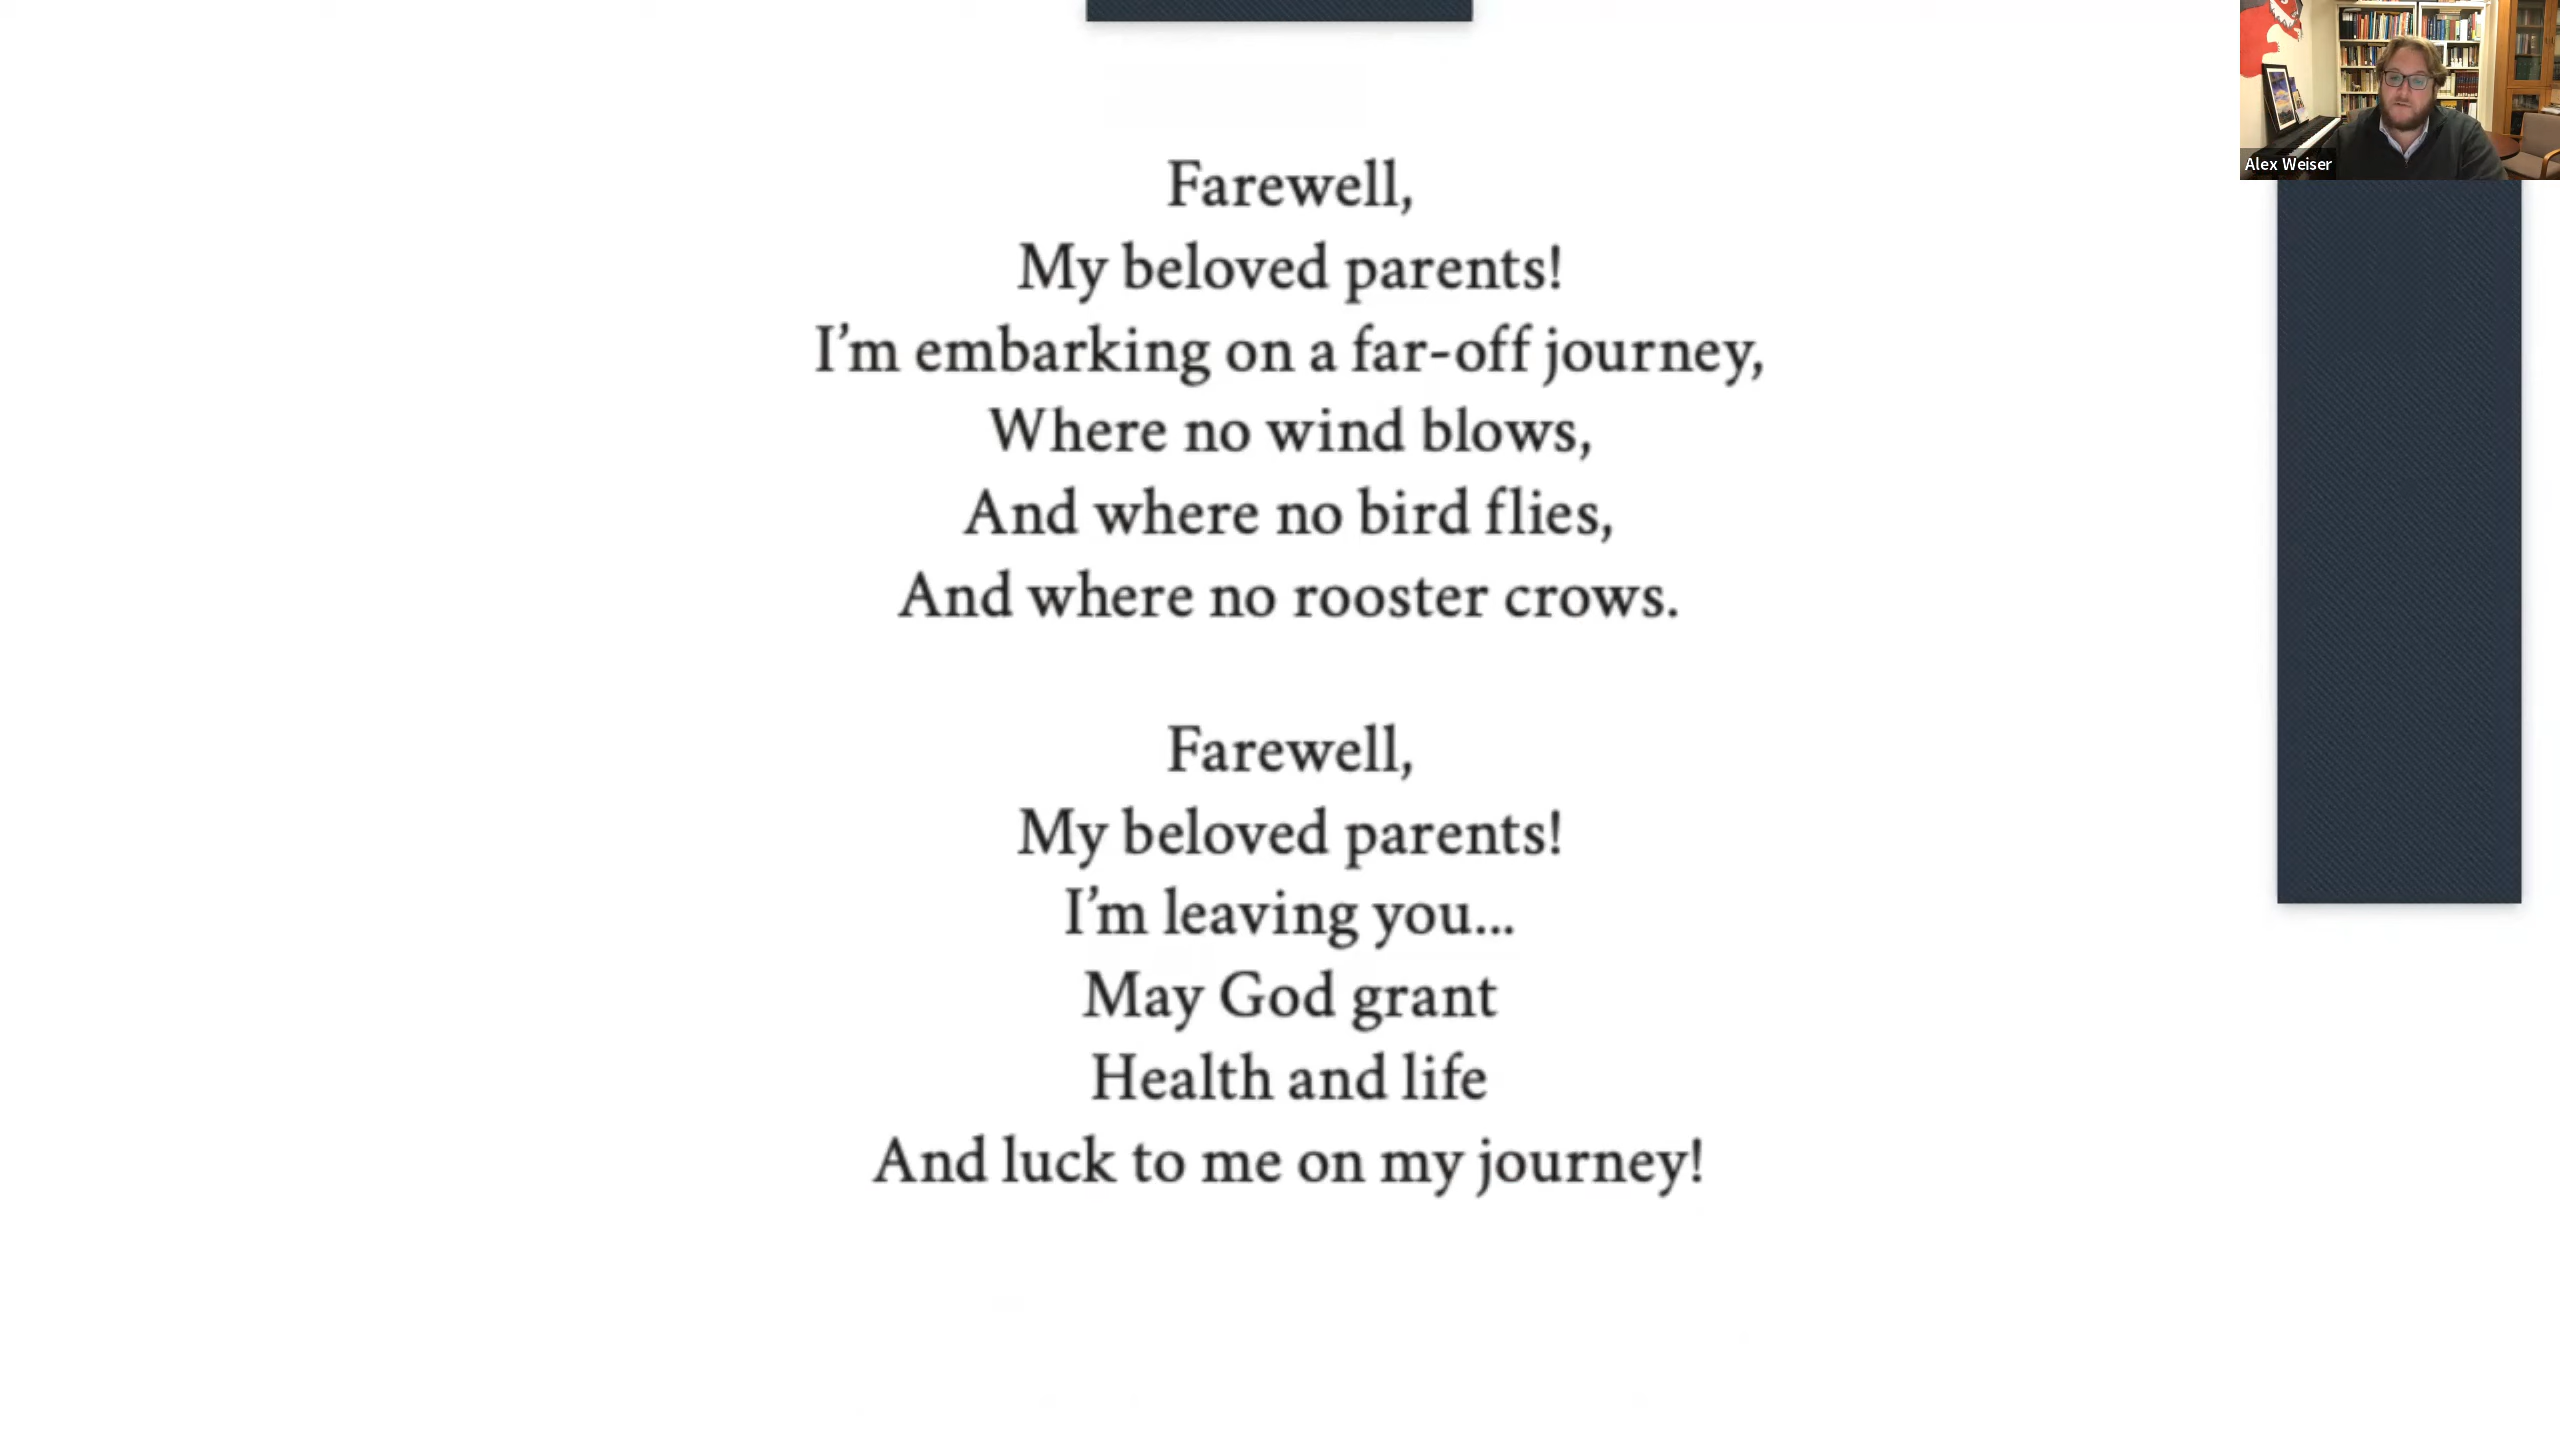 Farewell,
My beloved parents!
I’m embarking on a far-off journey,
Where no wind blows,
And where no bird flies,
And where no rooster crows.
Farewell,
My beloved parents!
I’m leaving you...
May God grant
Health and life
And luck to me on my journey!
Alex Weiser